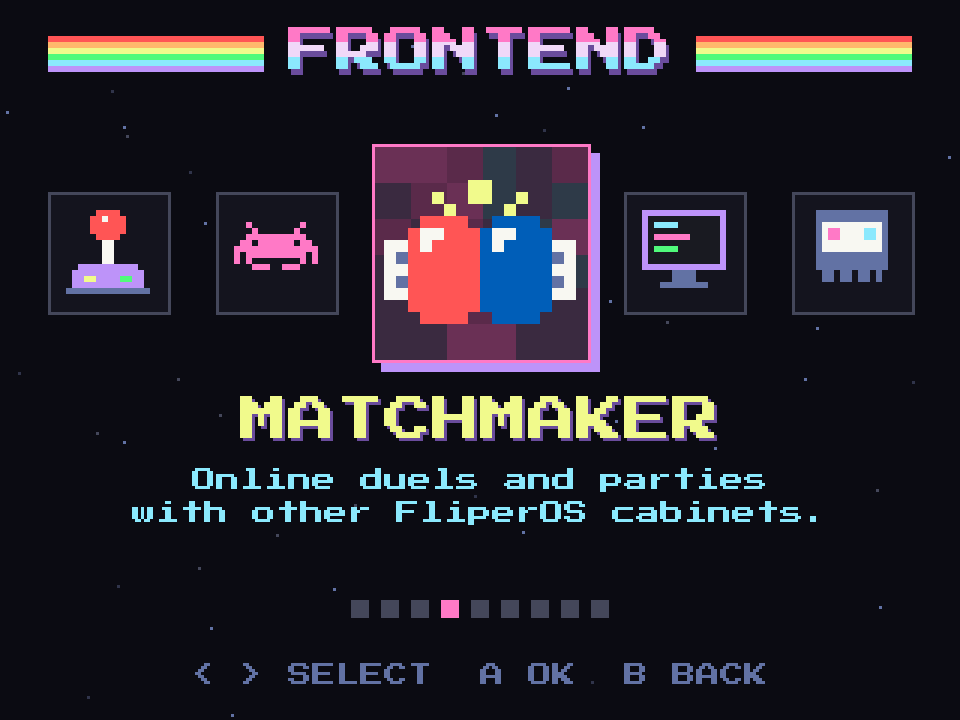 FRONTEND
MATCHMAKER
Online duels and parties
with other FliperOS cabinets.
< > SELECT A OK B BACK